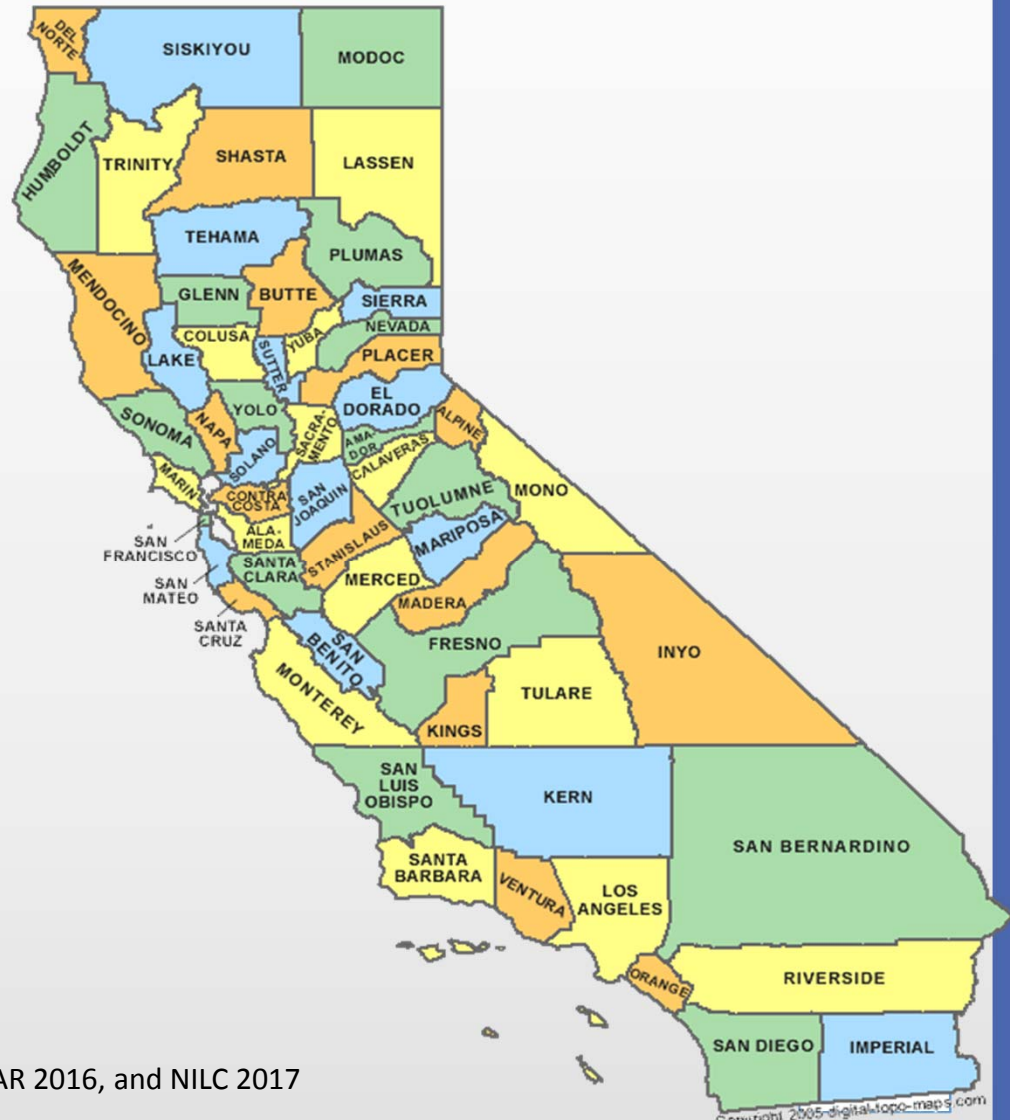 DEL
NORTE
SISKIYOU
MODOC
HUMBOLDT
TRINITY
SHASTA
LASSEN
TEHAMA
PLUMAS
MENDOCINO
GLENN
BUTTE
SIERRA
NEVADA
COLUSA
YUBA
LAKE
SUTTER
PLACER
EL
DORADO
YOLO
SONOMA
NAPA
SACRA-
MENTO
AMA-
DOR
ALPINE
SOLANO
CALAVERAS
MARIN
CONTRA
COSTA
SAN
JOAQUIN
TUOLUMNE
MONO
SAN
FRANCISCO
ALA-
MEDA
STANISLAUS
MARIPOSA
SANTA
CLARA
SAN
MATEO
MERCED
MADERA
SANTA
CRUZ
SAN
BENITO
FRESNO
INYO
MONTEREY
TULARE
KINGS
SAN
LUIS
OBISPO
KERN
SAN BERNARDINO
SANTA
BARBARA
VENTURA
LOS
ANGELES
ORANGE
RIVERSIDE
SAN DIEGO
IMPERIAL
AR 2016, and NILC 2017
Copyright 2005 digital-topo-maps.com